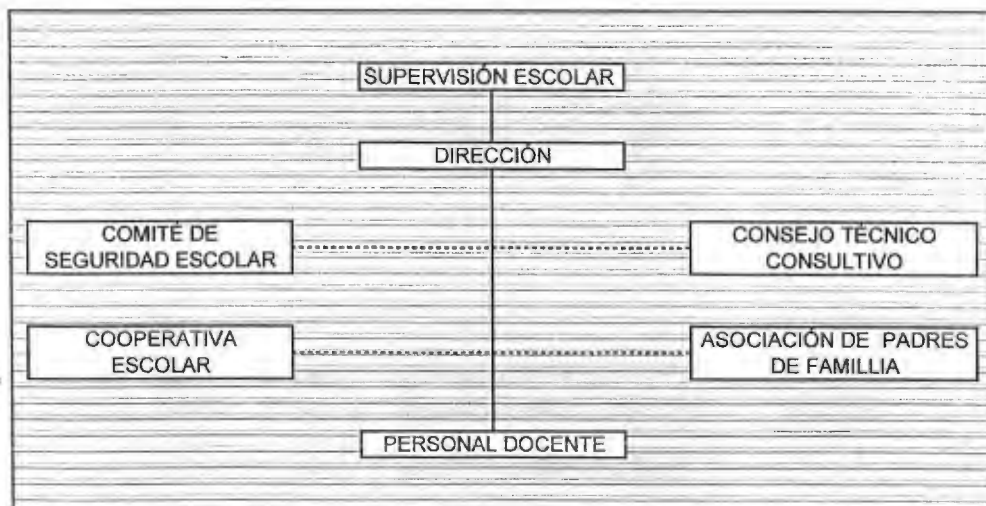 SUPERVISIÓN ESCOLAR
DIRECCIÓN
COMITÉ DE
SEGURIDAD ESCOLAR
CONSEJO TÉCNICO
CONSULTIVO
COOPERATIVA
ESCOLAR
ASOCIACIÓN DE PADRES
DE FAMILLIA
PERSONAL DOCENTE